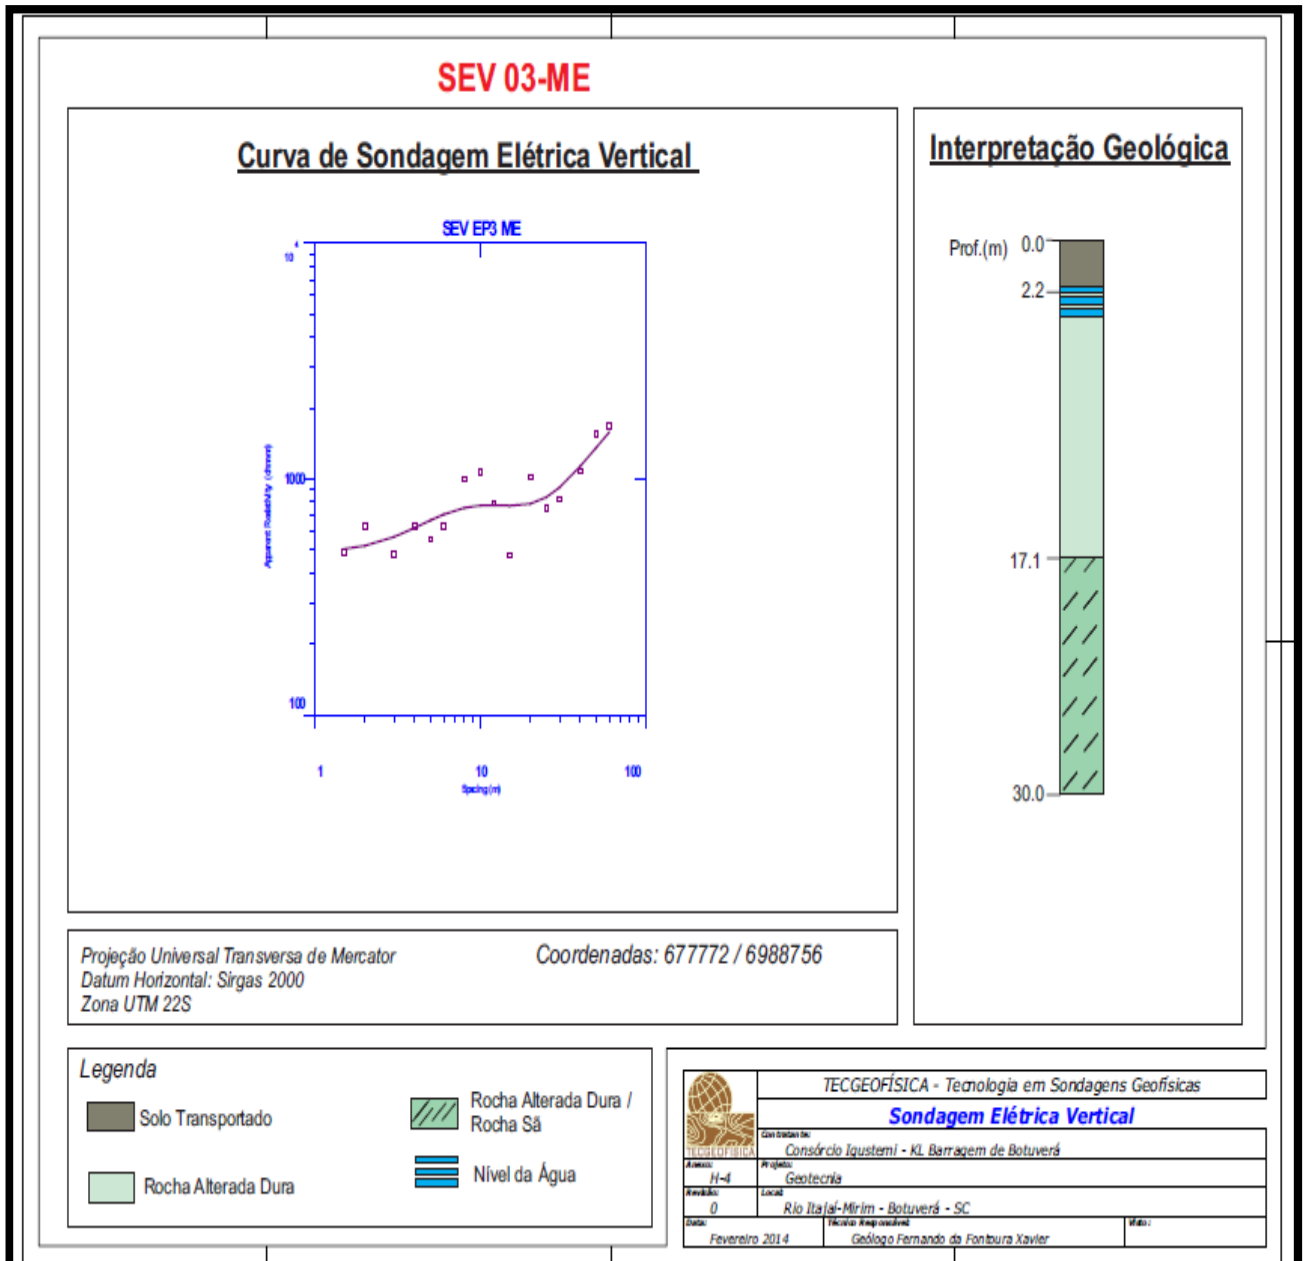 SEV 03-ME
Curva de Sondagem Elétrica Vertical
SEV EP3 ME
10 4
1000
100
Apparent Resistivity (ohm-m)
1
10
100
Spacing (m)
Interpretação Geológica
Prof.(m)
0.0
2.2
17.1
30.0
Projeção Universal Transversa de Mercator
Datum Horizontal: Sirgas 2000
Zona UTM 22S
Coordenadas: 677772 / 6988756
Legenda
Solo Transportado
Rocha Alterada Dura
Rocha Alterada Dura /
Rocha Sã
Nível da Água
TECGEOFÍSICA
TECGEOFÍSICA - Tecnologia em Sondagens Geofísicas
Sondagem Elétrica Vertical
Contratante:
Consórcio Iguatemi - KL Barragem de Botuverá
Anexo:
H-4
Projeto:
Geotecnia
Revisão:
0
Local:
Rio Itajaí-Mirim - Botuverá - SC
Data:
Fevereiro 2014
Técnico Responsável:
Geólogo Fernando da Fontoura Xavier
Visto :